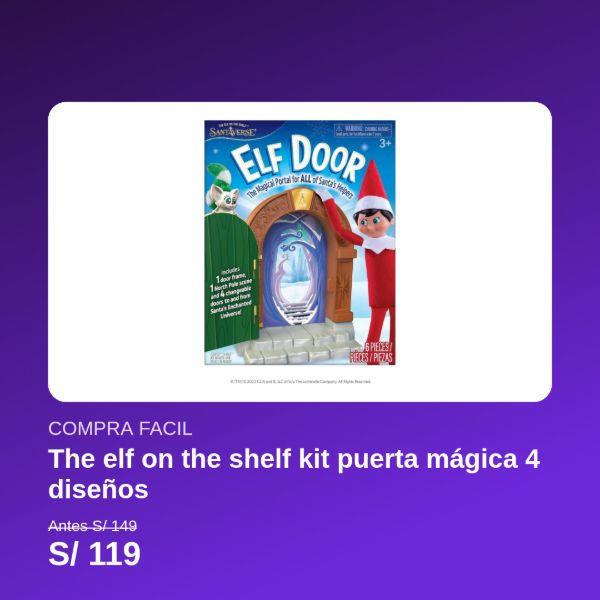 THE ELF ON THE SHELF
SANTAVERSE
WARNING:
3+
ELF DOOR
The Magical Portal for ALL of Santa's Helpers
Includes:
1 door frame,
1 North Pole scene
and 4 changeable
doors to and from
Santa's Enchanted
Universe!
6 PIECES/
PIÈCES / PIEZAS
COMPRA FACIL
The elf on the shelf kit puerta mágica 4
diseños
Antes S/ 149
S/ 119